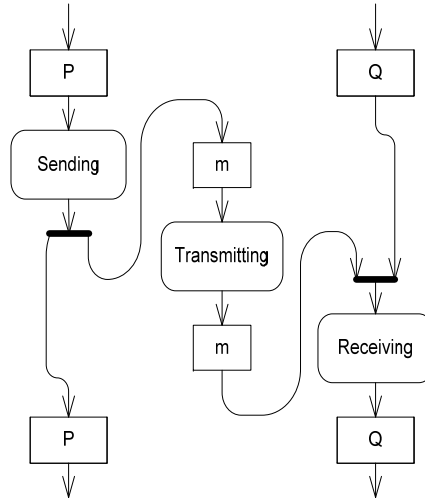 P
Q
Sending
m
Transmitting
m
Receiving
P
Q